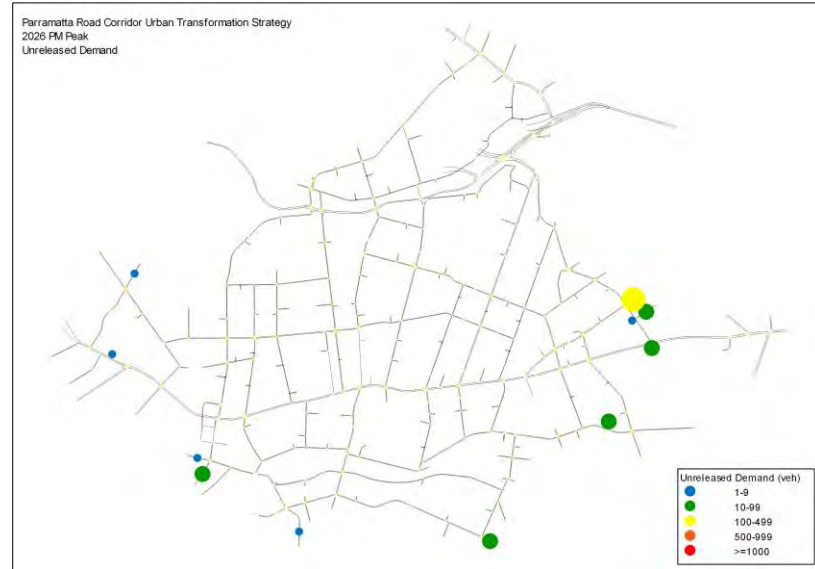 Parramatta Road Corridor Urban Transformation Strategy
2026 PM Peak
Unreleased Demand
Unreleased Demand (veh)
1-9
10-99
100-499
500-999
>=1000